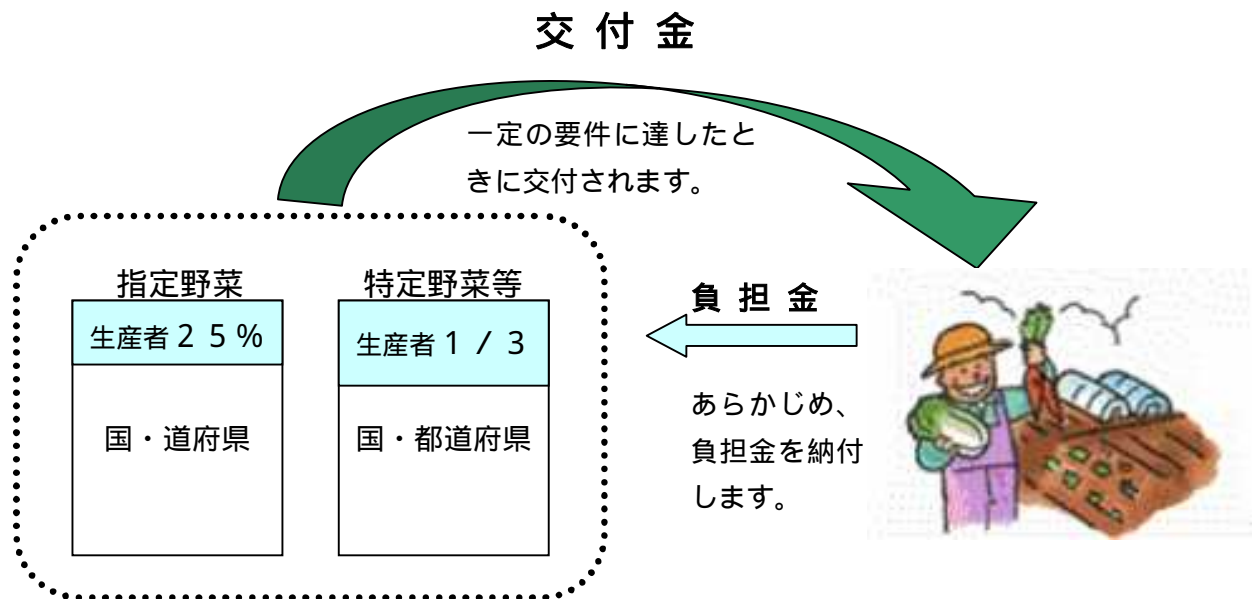 交付金
一定の要件に達したと
きに交付されます。
指定野菜
生産者２５%
国・道府県
特定野菜等
生産者１/３
国・都道府県
負担金
あらかじめ、
負担金を納付
します。